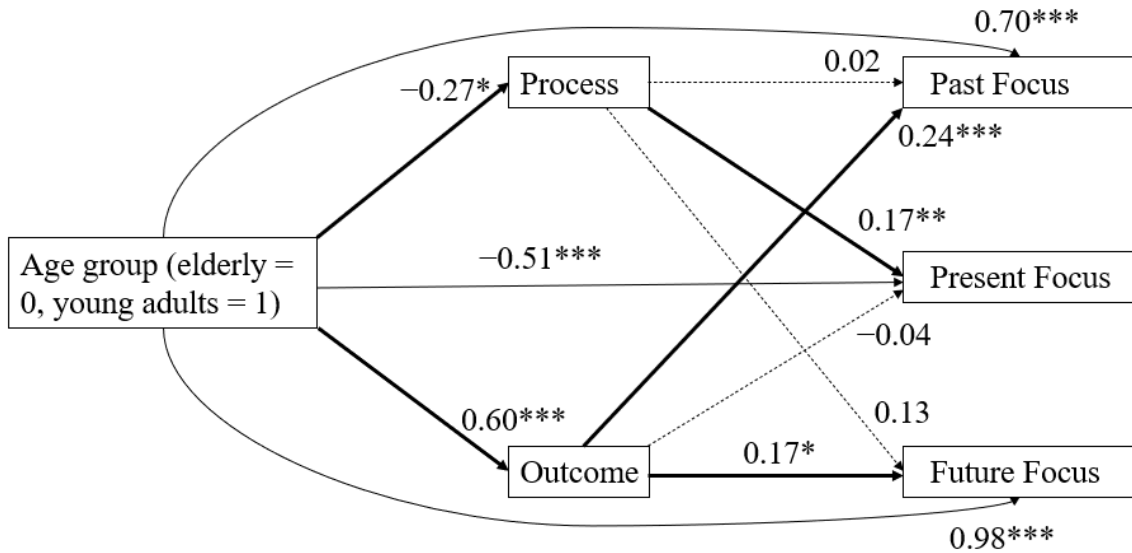 0.70***
Process
0.02
Past Focus
−0.27*
0.24***
0.17**
Age group (elderly =
0, young adults = 1)
−0.51***
Present Focus
−0.04
0.60***
0.13
0.17*
Outcome
Future Focus
0.98***